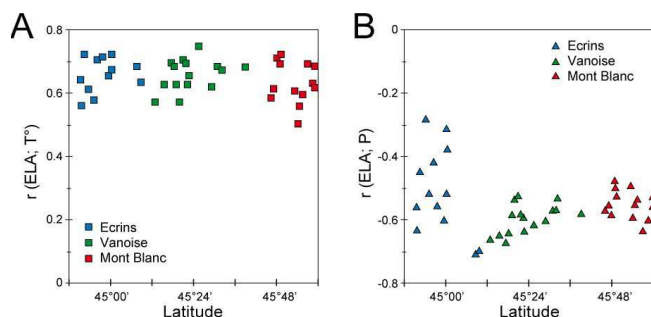 A
r (ELA; T°)
0.8
0.6
0.4
0.2
0
Ecrins
Vanoise
Mont Blanc
45°00'
45°24'
45°48'
Latitude
B
r (ELA; P)
-0
-0.2
-0.4
-0.6
-0.8
Ecrins
Vanoise
Mont Blanc
45°00'
45°24'
45°48'
Latitude